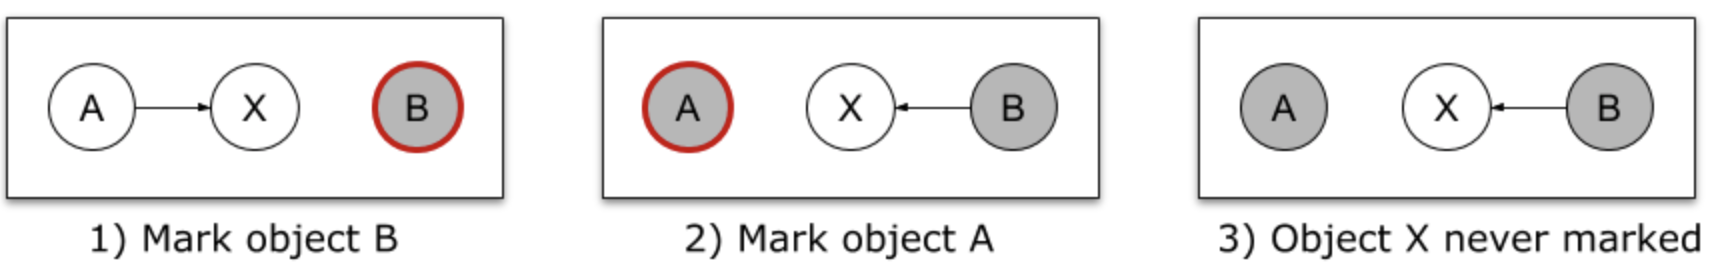 A X B
A X B
A X B
1) Mark object B
2) Mark object A
3) Object X never marked